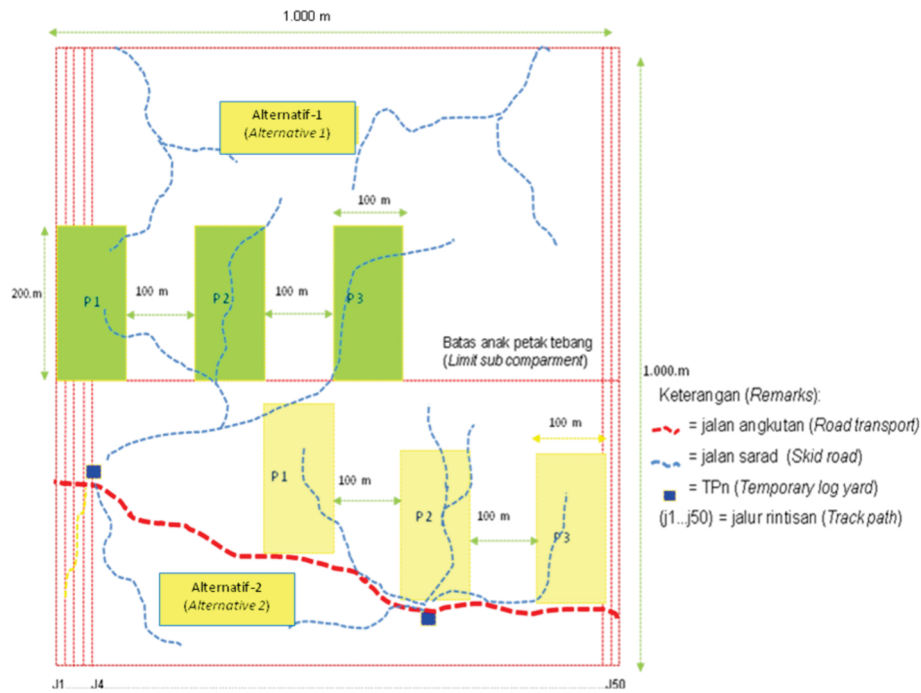 1.000 m
Alternatif-1
(Alternative 1)
100 m
200.m
P 1
100 m
P 2
100 m
P 3
Batas anak petak tebang
(Limit sub comparment)
1.000.m
Keterangan (Remarks):
= jalan angkutan (Road transport)
= jalan sarad (Skid road)
= TPn (Temporary log yard)
(j1...j50) = jalur rintisan (Track path)
100 m
P 1
100 m
P 2
100 m
P 3
Alternatif-2
(Alternative 2)
J1 J4 J50